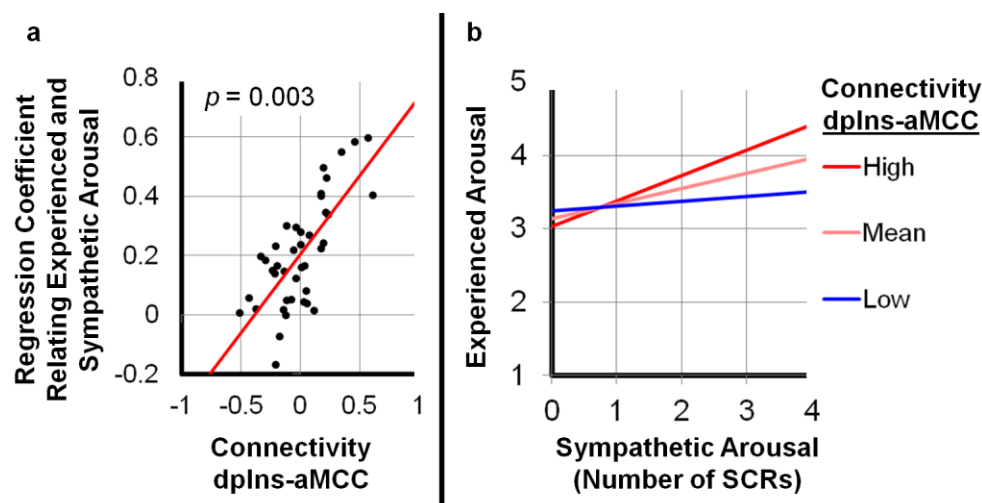 a
Regression Coefficient
Relating Experienced and
Sympathetic Arousal
0.8
0.6
0.4
0.2
0
-0.2
p = 0.003
-1 -0.5 0 0.5 1
Connectivity
dpIns-aMCC
b
Experienced Arousal
5
4
3
2
1
0 1 2 3 4
Sympathetic Arousal
(Number of SCRs)
Connectivity
dpIns-aMCC
High
Mean
Low